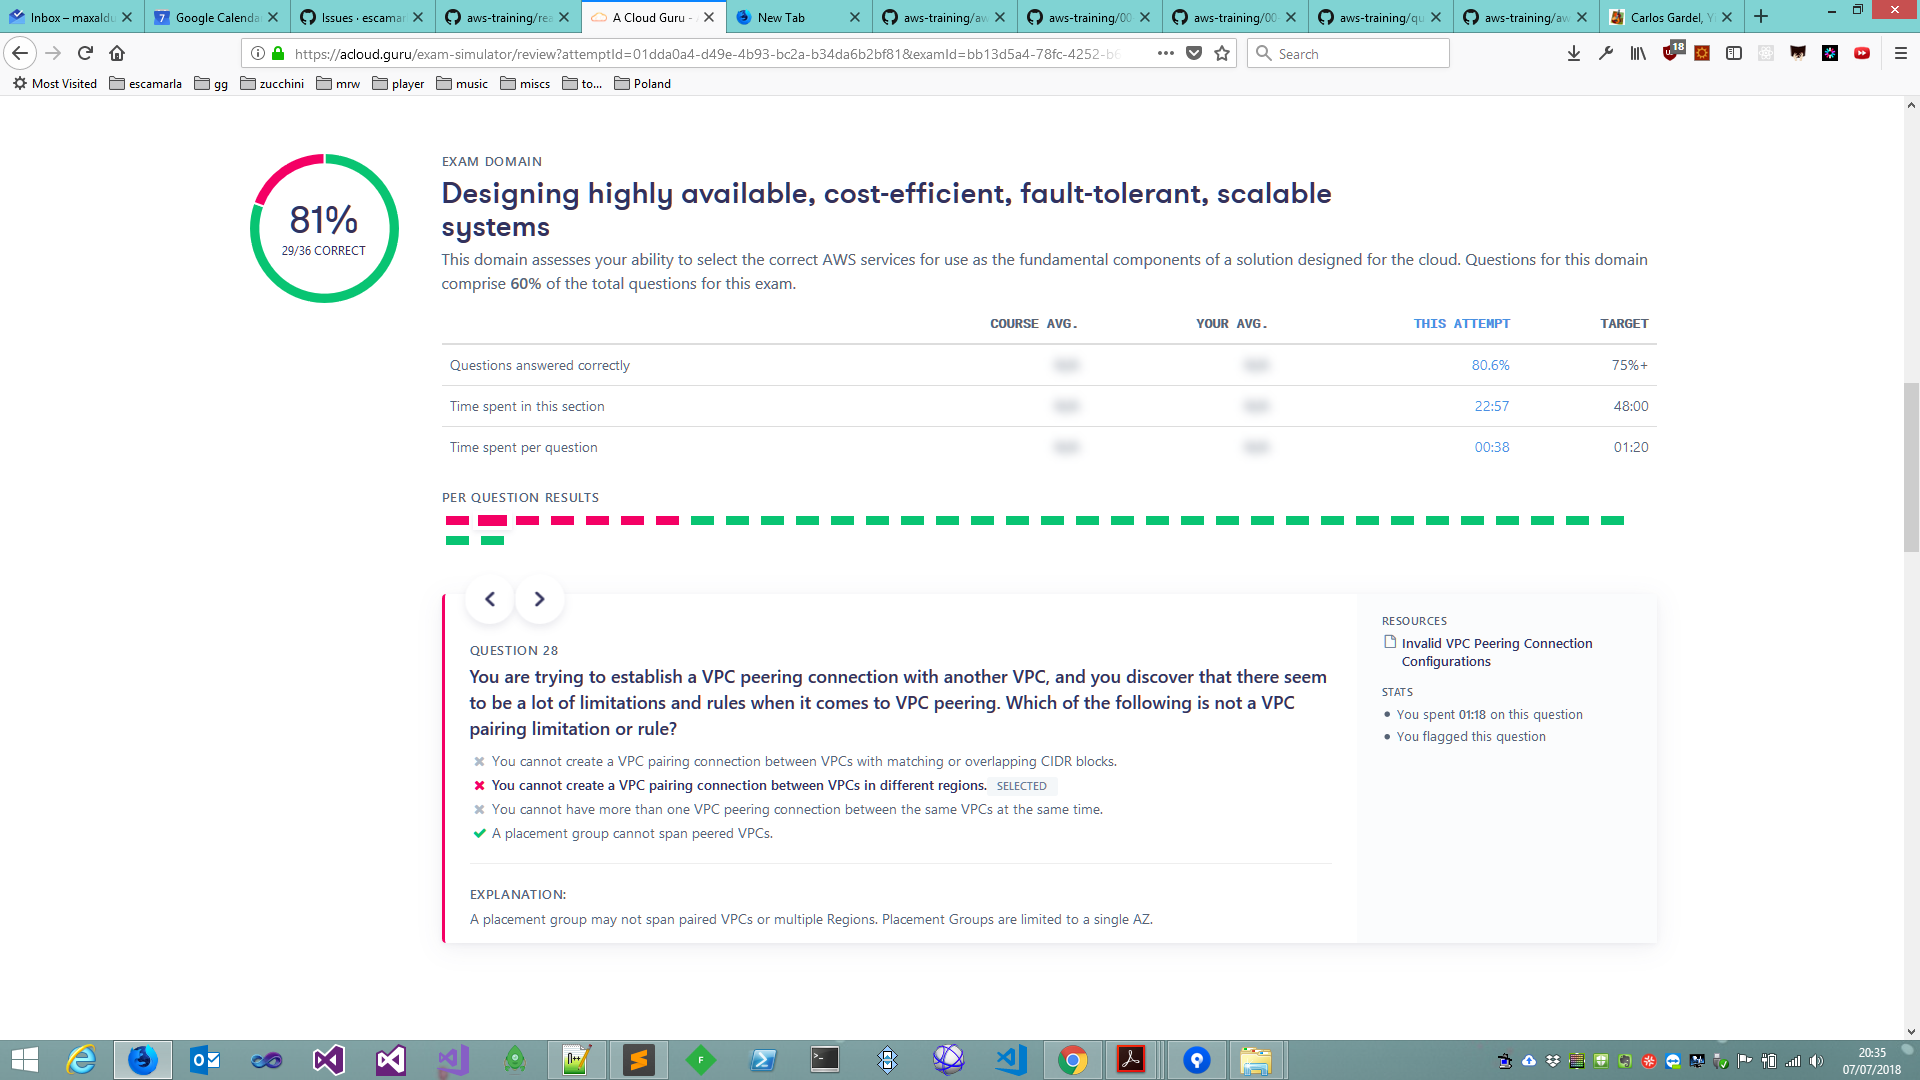 Inbox – maxaldu
Google Calenda
Issues · escamar
aws-training/rea
A Cloud Guru - A
New Tab
aws-training/aw
aws-training/00
aws-training/00
aws-training/qu
aws-training/aw
Carlos Gardel, Y
https://acloud.guru/exam-simulator/review?attemptId=01dda0a4-d49e-4b93-bc2a-b34da6b2bf81&examId=bb13d5a4-78fc-4252-b6
Search
18
Most Visited
escamarla
gg
zucchini
mrw
player
music
miscs
to...
Poland
81%
29/36 CORRECT
EXAM DOMAIN
Designing highly available, cost-efficient, fault-tolerant, scalable
systems
This domain assesses your ability to select the correct AWS services for use as the fundamental components of a solution designed for the cloud. Questions for this domain
comprise 60% of the total questions for this exam.
COURSE AVG. YOUR AVG. THIS ATTEMPT TARGET
Questions answered correctly 80.6% 75%+
Time spent in this section 22:57 48:00
Time spent per question 00:38 01:20
PER QUESTION RESULTS
QUESTION 28
You are trying to establish a VPC peering connection with another VPC, and you discover that there seem
to be a lot of limitations and rules when it comes to VPC peering. Which of the following is not a VPC
pairing limitation or rule?
You cannot create a VPC pairing connection between VPCs with matching or overlapping CIDR blocks.
You cannot create a VPC pairing connection between VPCs in different regions. SELECTED
You cannot have more than one VPC peering connection between the same VPCs at the same time.
A placement group cannot span peered VPCs.
EXPLANATION:
A placement group may not span paired VPCs or multiple Regions. Placement Groups are limited to a single AZ.
RESOURCES
Invalid VPC Peering Connection
Configurations
STATS
You spent 01:18 on this question
You flagged this question
20:35
07/07/2018